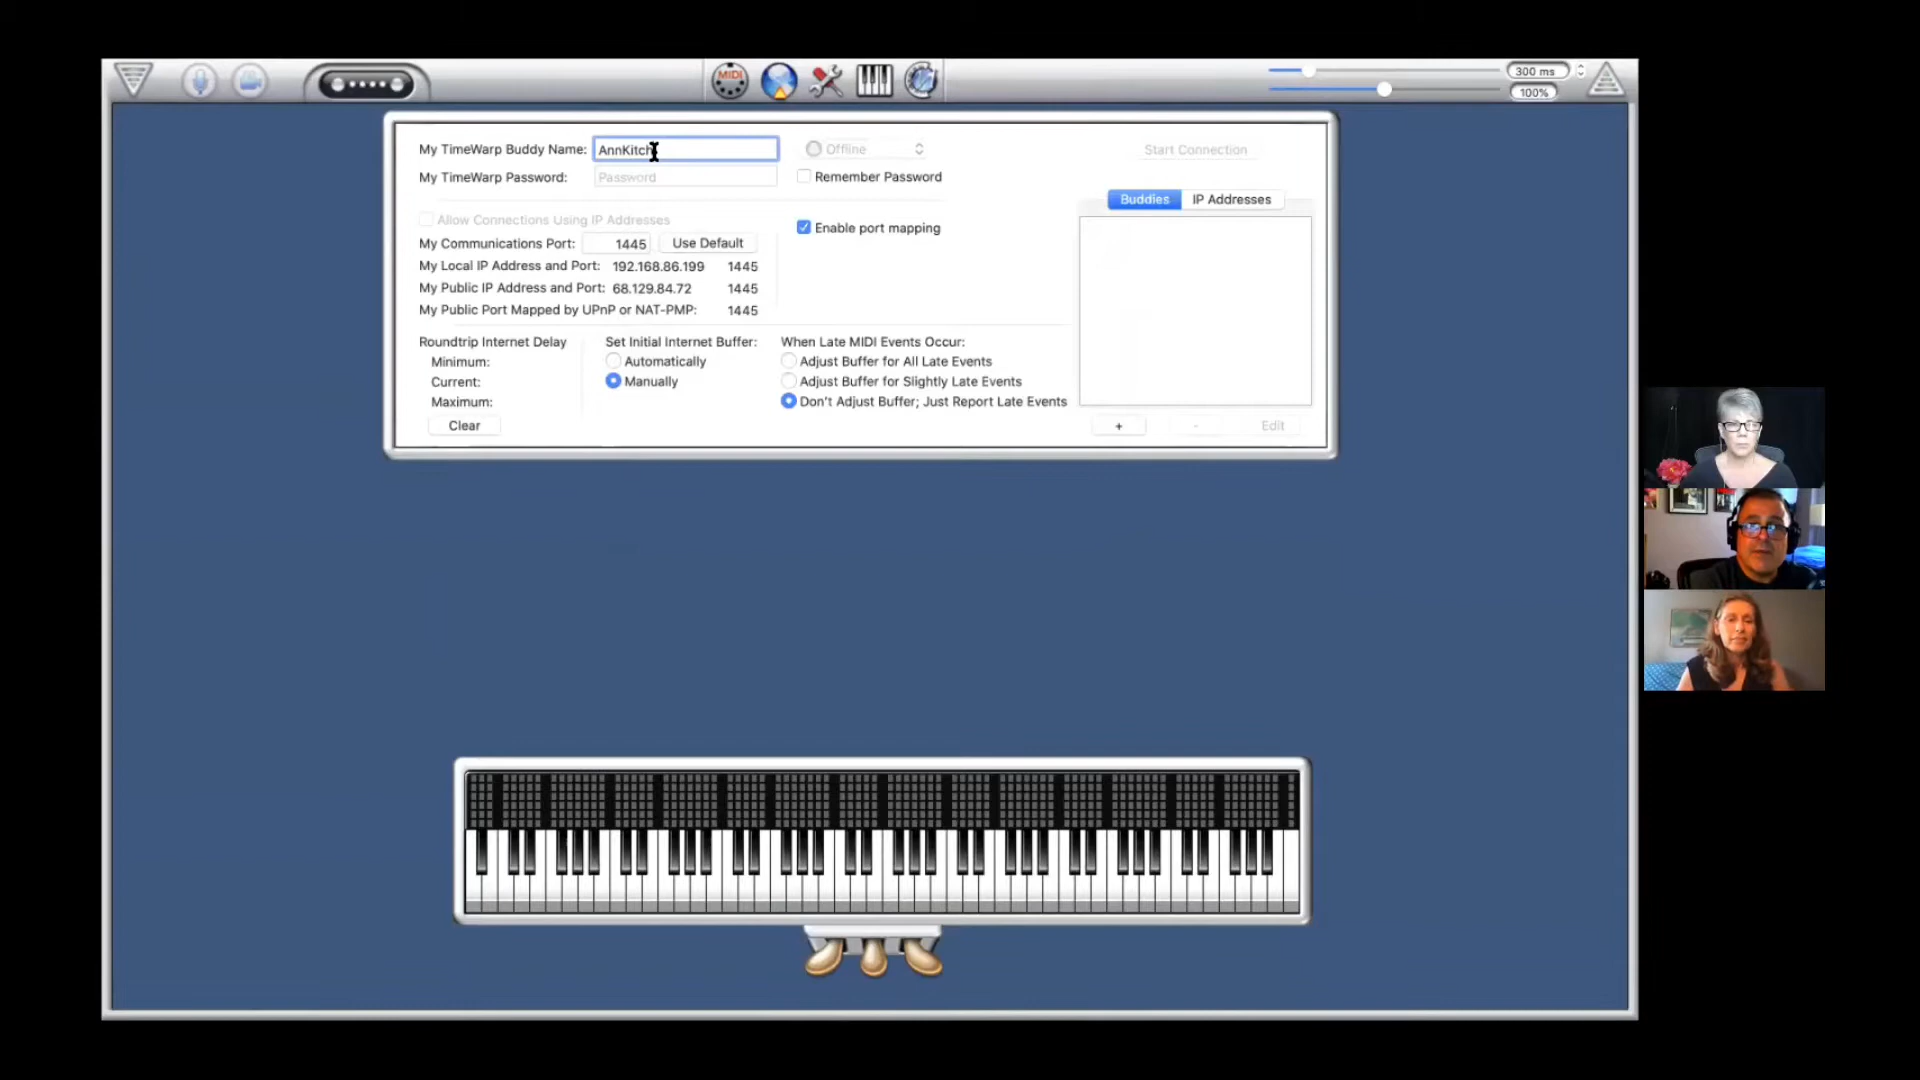 MIDI
300 ms
100%
My TimeWarp Buddy Name: AnnKitch
Offline
Start Connection
My TimeWarp Password: Password
Remember Password
Buddies IP Addresses
Allow Connections Using IP Addresses
Enable port mapping
My Communications Port: 1445 Use Default
My Local IP Address and Port: 192.168.86.199 1445
My Public IP Address and Port: 68.129.84.72 1445
My Public Port Mapped by UPnP or NAT-PMP: 1445
Roundtrip Internet Delay
Minimum:
Current:
Maximum:
Clear
Set Initial Internet Buffer:
Automatically
Manually
When Late MIDI Events Occur:
Adjust Buffer for All Late Events
Adjust Buffer for Slightly Late Events
Don't Adjust Buffer; Just Report Late Events
+ - Edit